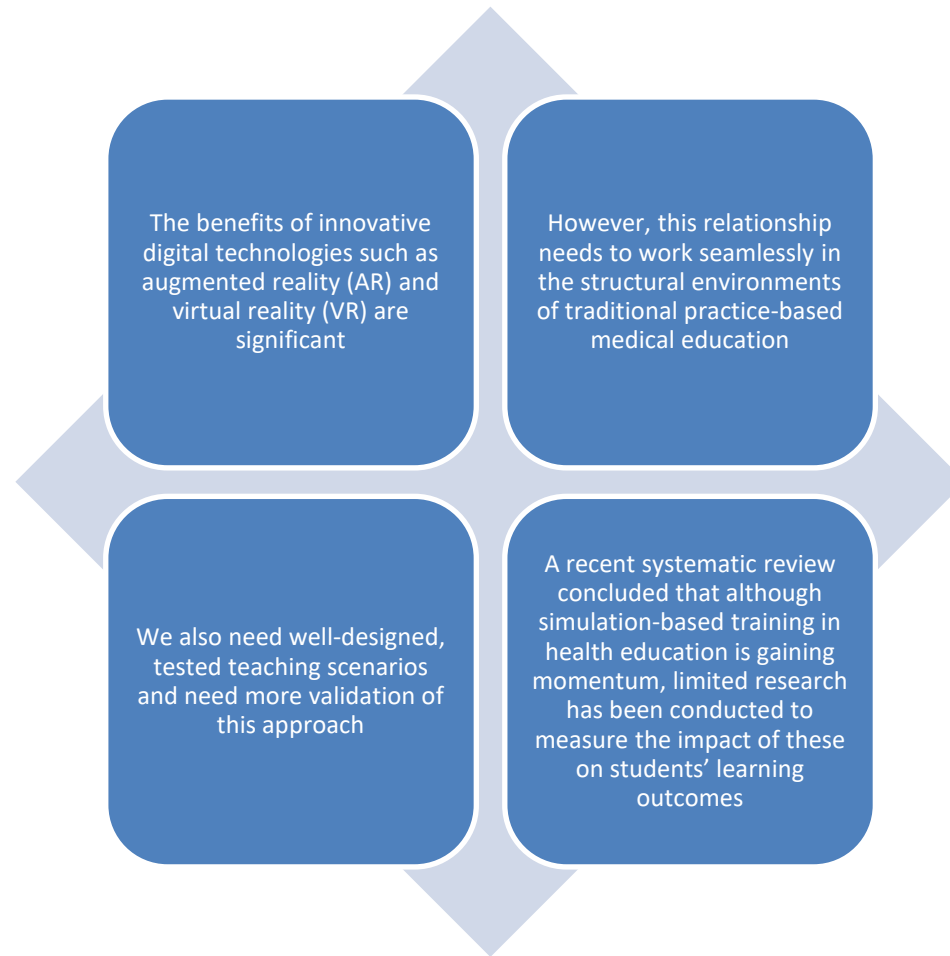 The benefits of innovative
digital technologies such as
augmented reality (AR) and
virtual reality (VR) are
significant
However, this relationship
needs to work seamlessly in
the structural environments
of traditional practice-based
medical education
We also need well-designed,
tested teaching scenarios
and need more validation of
this approach
A recent systematic review
concluded that although
simulation-based training in
health education is gaining
momentum, limited research
has been conducted to
measure the impact of these
on students’ learning
outcomes